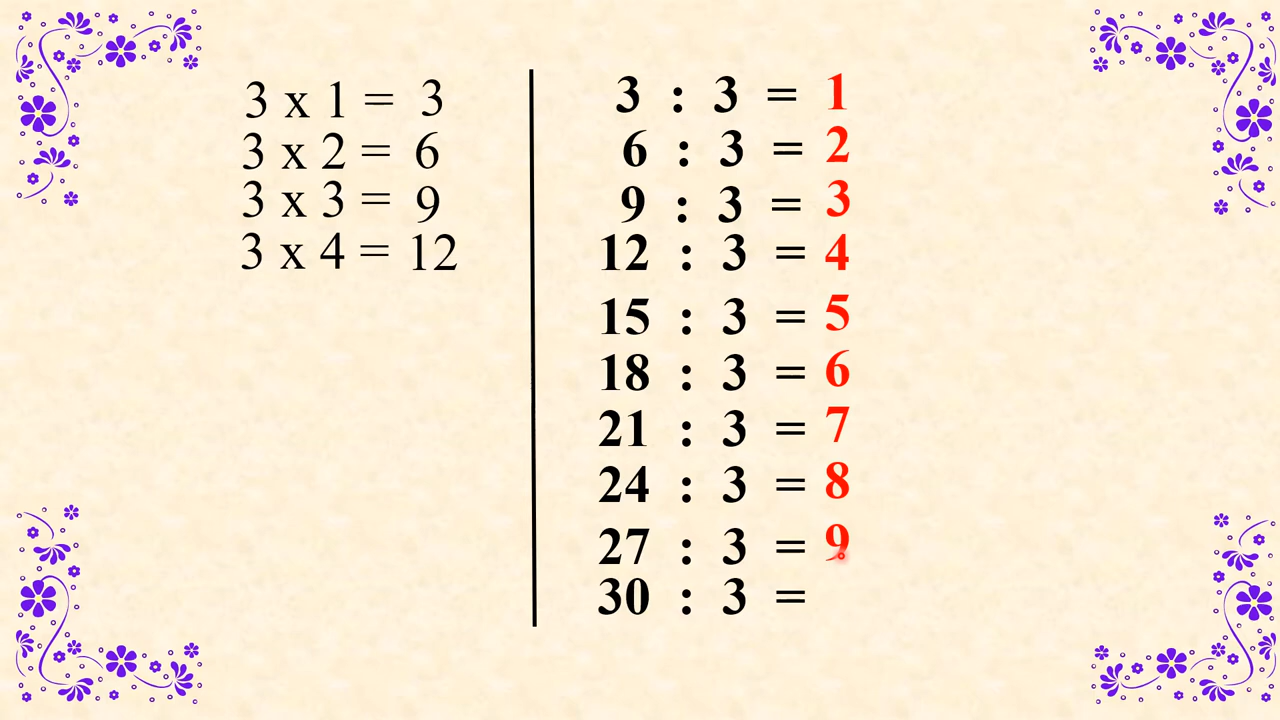 3 x 1 = 3
3 x 2 = 6
3 x 3 = 9
3 x 4 = 12
3 : 3 = 1
6 : 3 = 2
9 : 3 = 3
12 : 3 = 4
15 : 3 = 5
18 : 3 = 6
21 : 3 = 7
24 : 3 = 8
27 : 3 = 9
30 : 3 =